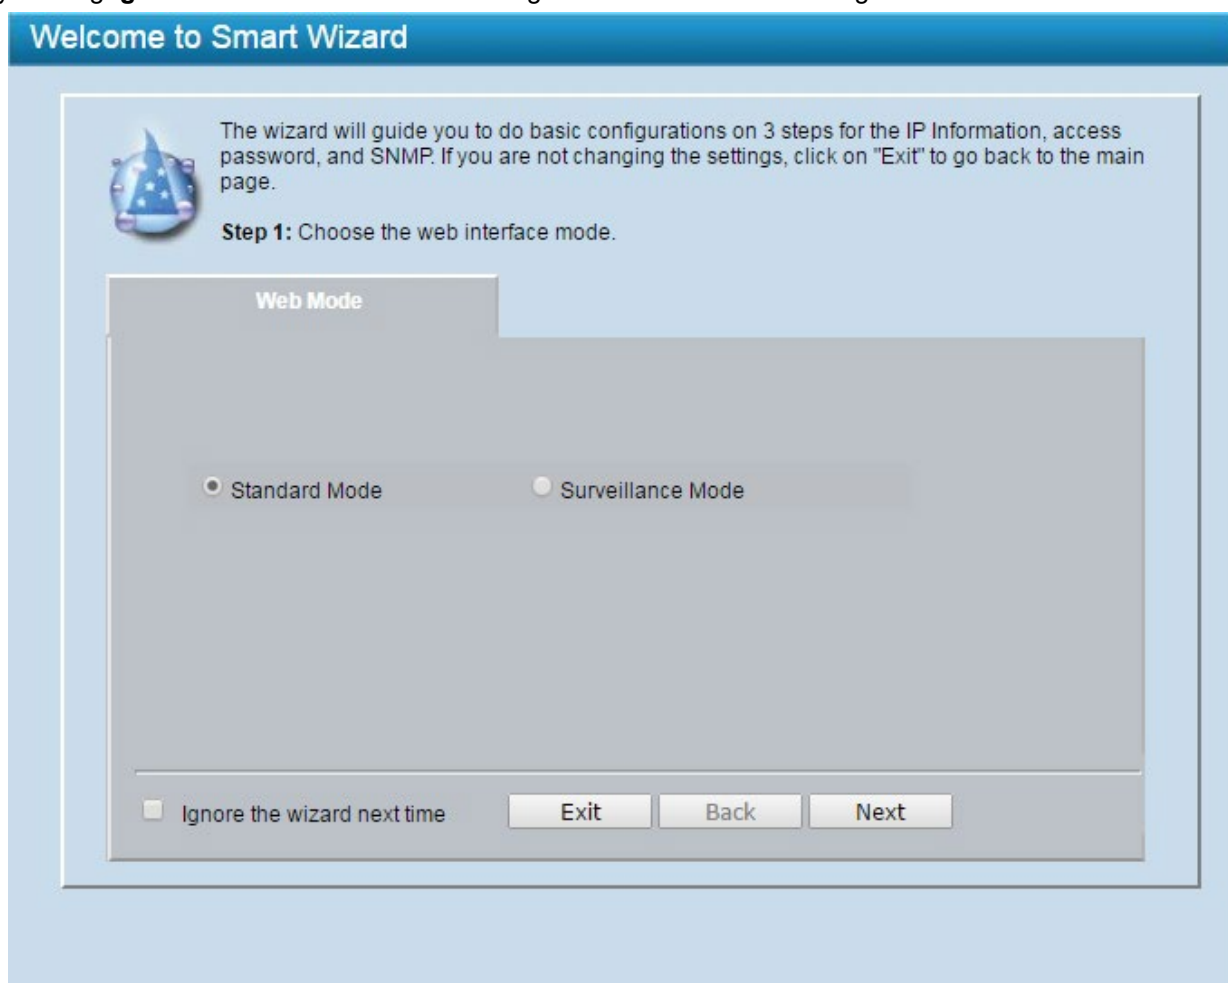 Welcome to Smart Wizard
The wizard will guide you to do basic configurations on 3 steps for the IP Information, access
password, and SNMP. If you are not changing the settings, click on "Exit" to go back to the main
page.
Step 1: Choose the web interface mode.
Web Mode
Standard Mode Surveillance Mode
Ignore the wizard next time Exit Back Next